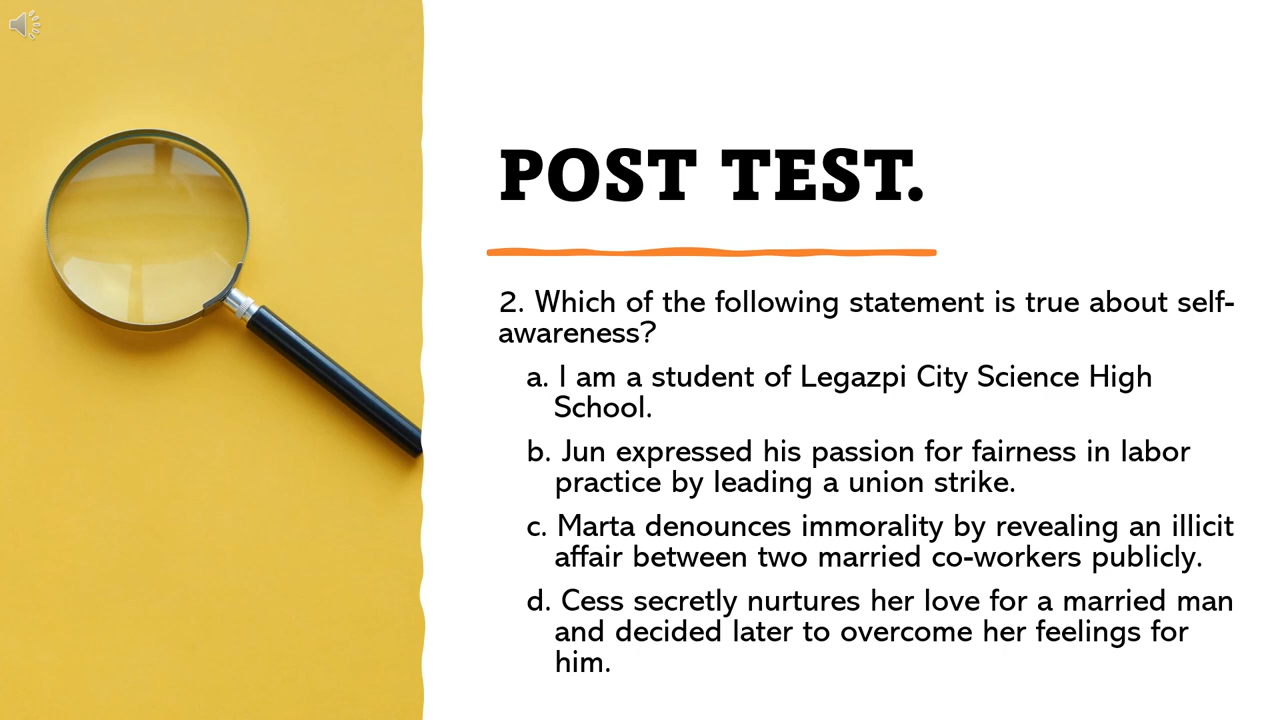 POST TEST.
2. Which of the following statement is true about self-
awareness?
a. I am a student of Legazpi City Science High
School.
b. Jun expressed his passion for fairness in labor
practice by leading a union strike.
c. Marta denounces immorality by revealing an illicit
affair between two married co-workers publicly.
d. Cess secretly nurtures her love for a married man
and decided later to overcome her feelings for
him.